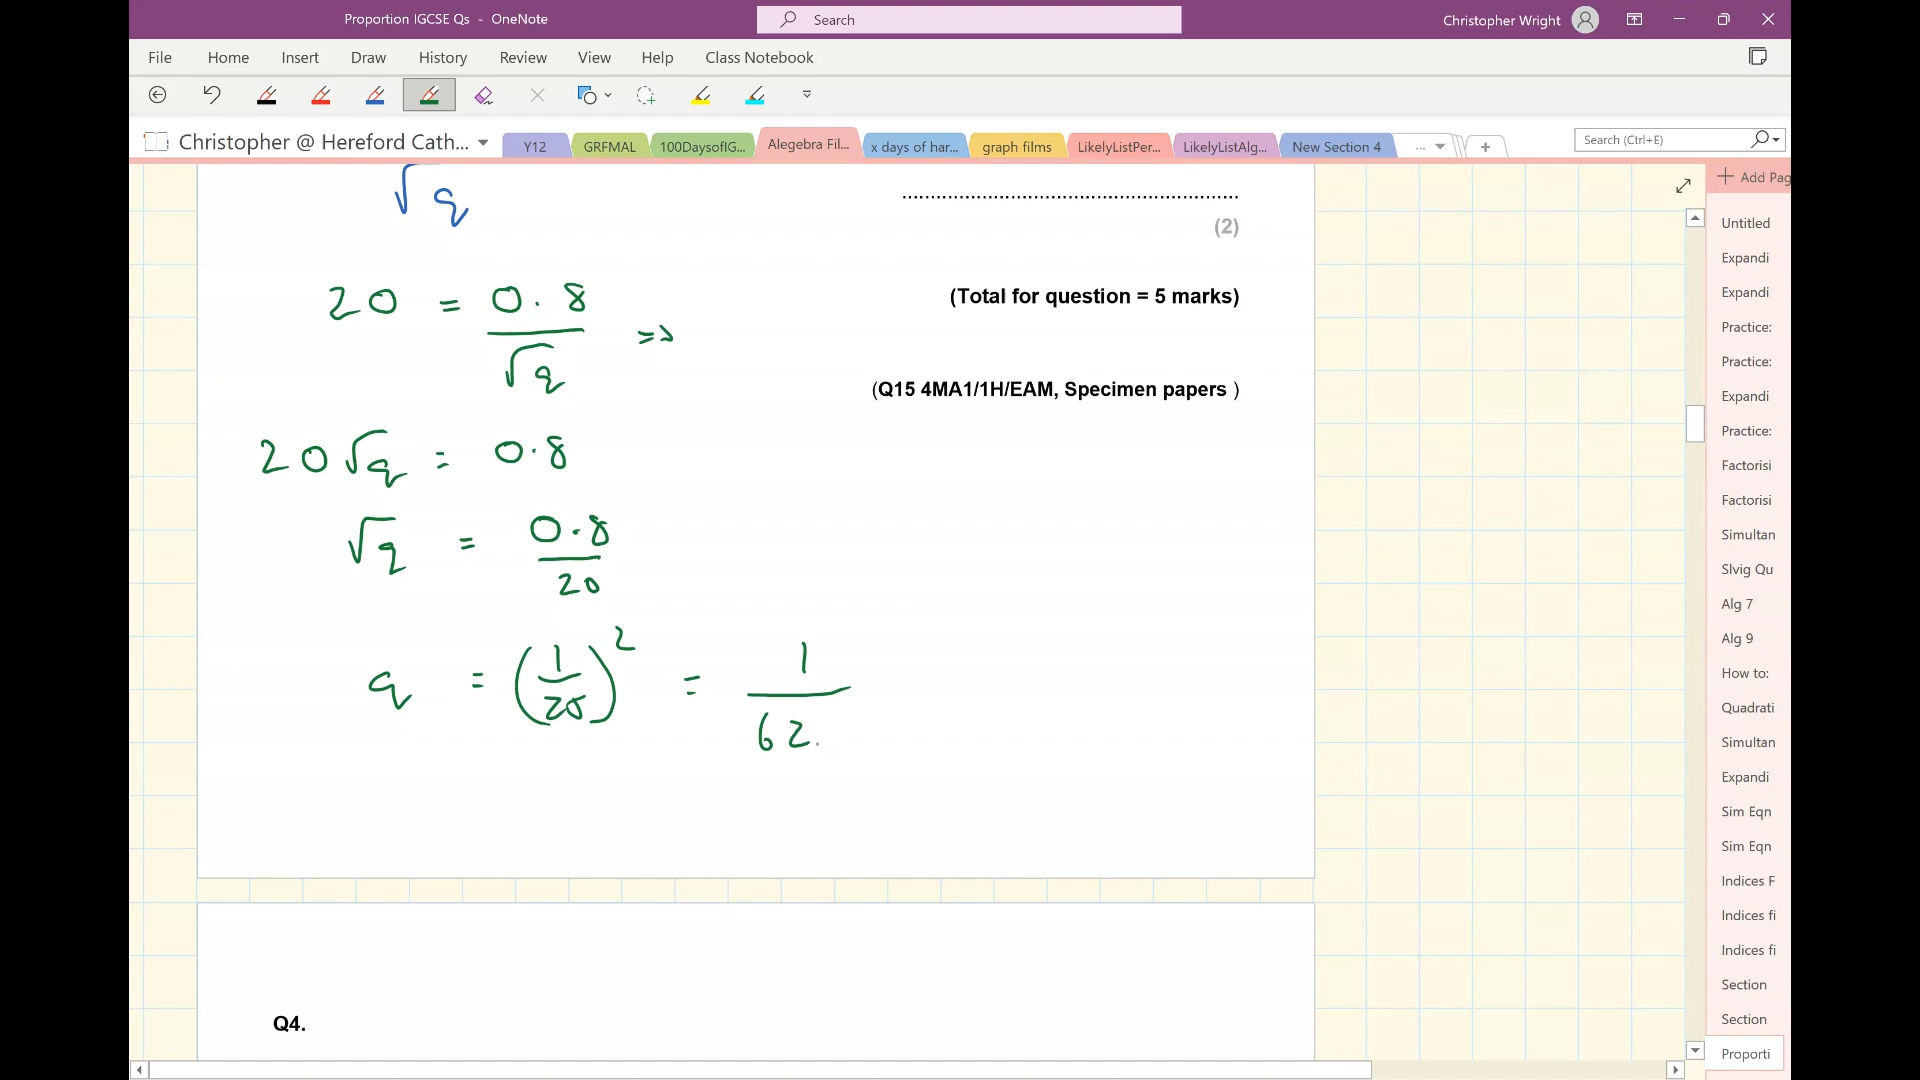 Proportion IGCSE Qs - OneNote
Search
Christopher Wright
File Home Insert Draw History Review View Help Class Notebook
Christopher @ Hereford Cath...
Y12 GRFMAL 100DaysofIG... Alegebra Fil... x days of har... graph films LikelyListPer... LikelyListAlg... New Section 4 ...
Search (Ctrl+E)
Add Pag
√q
........................................................
(2)
20 = 0.8 / √q =>
(Total for question = 5 marks)
(Q15 4MA1/1H/EAM, Specimen papers )
20√q = 0.8
√q = 0.8 / 20
q = (1/25)² = 1 / 62
Q4.
Untitled
Expandi
Expandi
Practice:
Practice:
Expandi
Practice:
Factorisi
Factorisi
Simultan
Slvig Qu
Alg 7
Alg 9
How to:
Quadrati
Simultan
Expandi
Sim Eqn
Sim Eqn
Indices F
Indices fi
Indices fi
Section
Section
Proporti